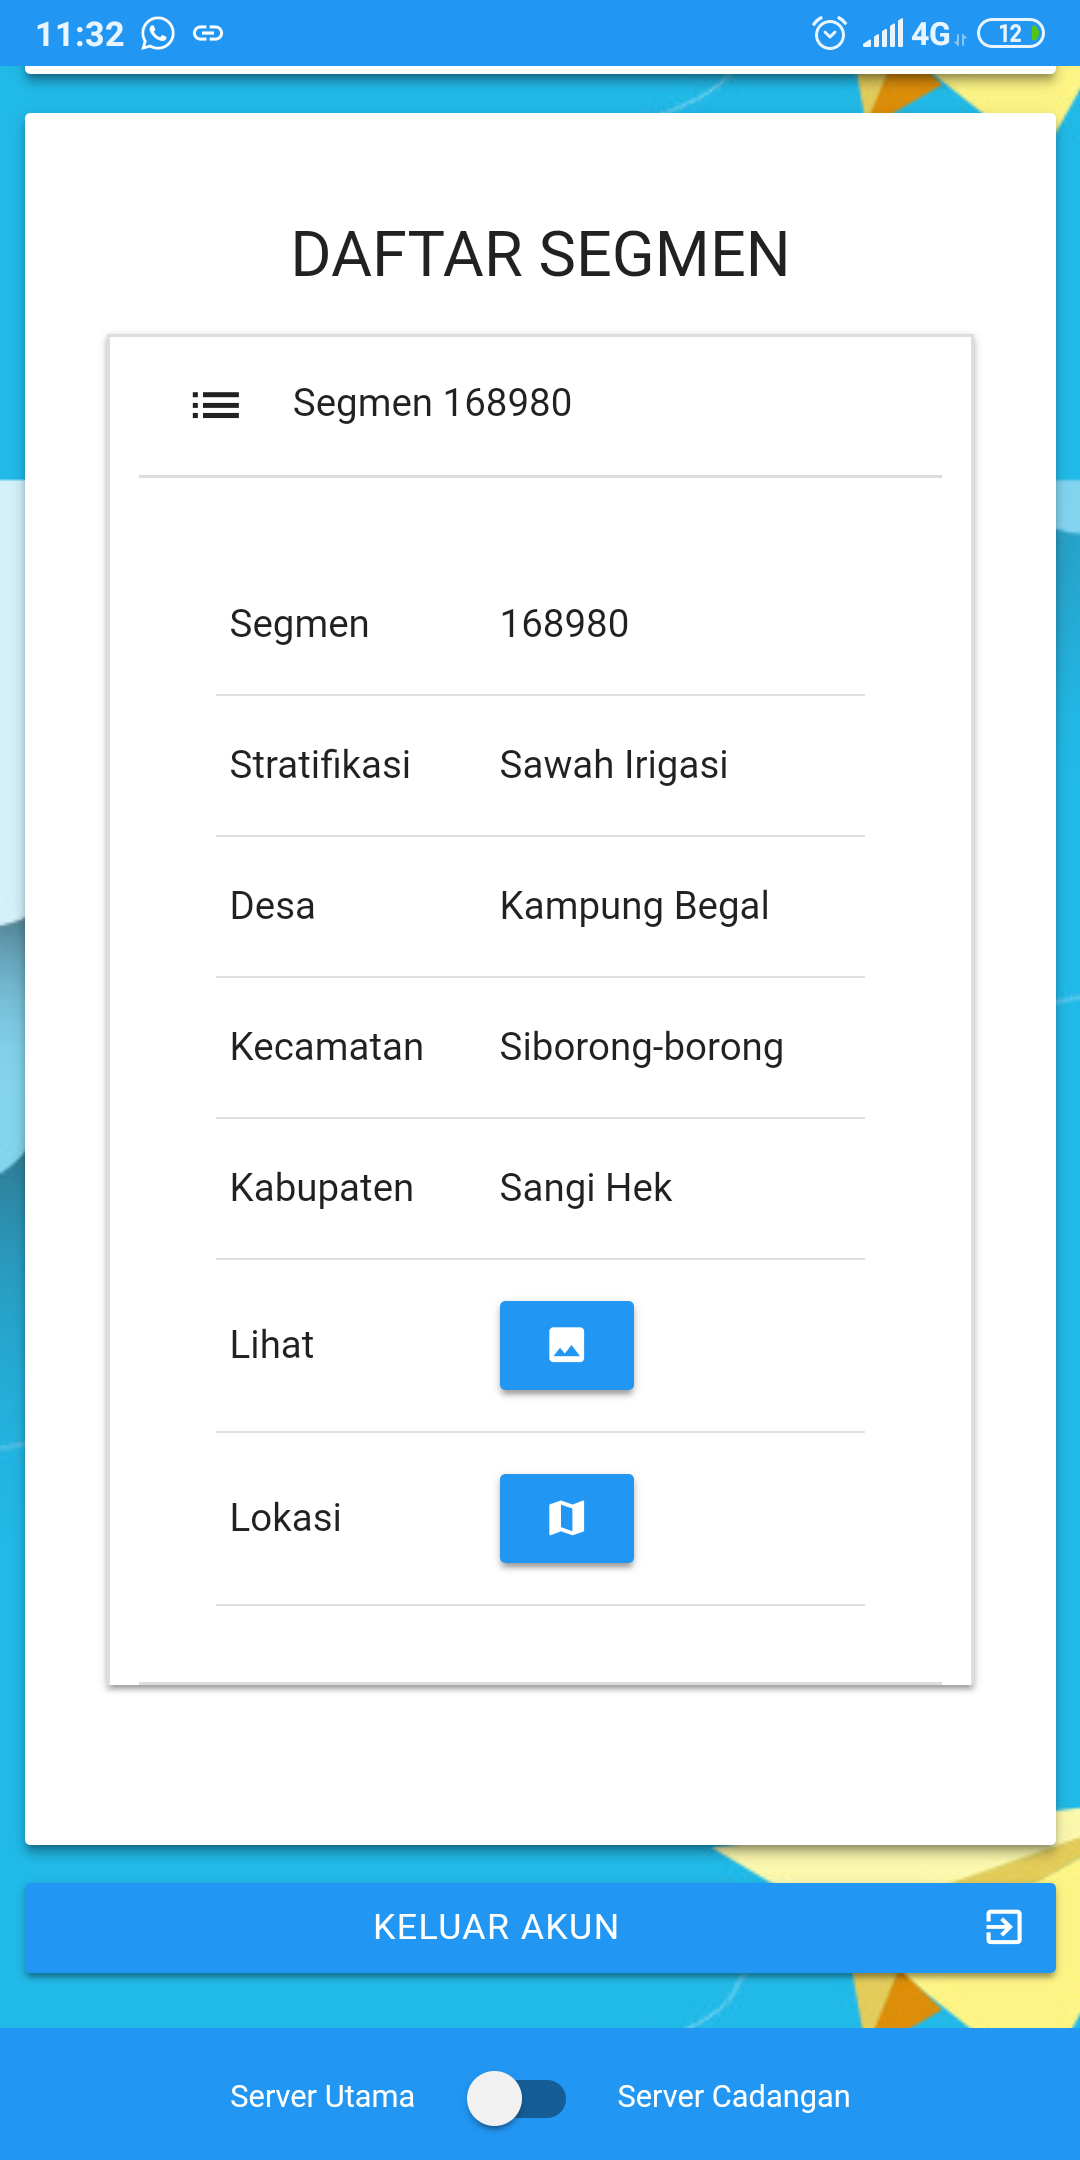 11:32 4G 12
DAFTAR SEGMEN
Segmen 168980
Segmen 168980
Stratifikasi Sawah Irigasi
Desa Kampung Begal
Kecamatan Siborong-borong
Kabupaten Sangi Hek
Lihat
Lokasi
KELUAR AKUN
Server Utama Server Cadangan